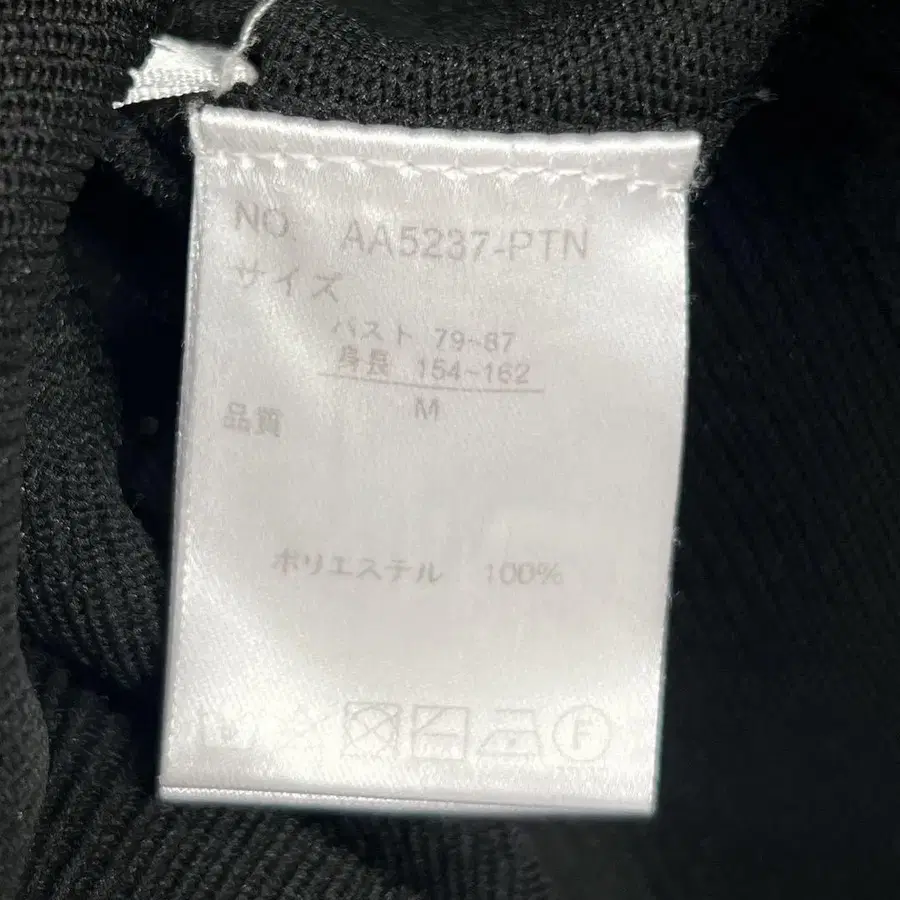 NO. AA5237-PTN
サイズ
バスト 79~87
身長 154~162
M
品質
ポリエステル 100%
F